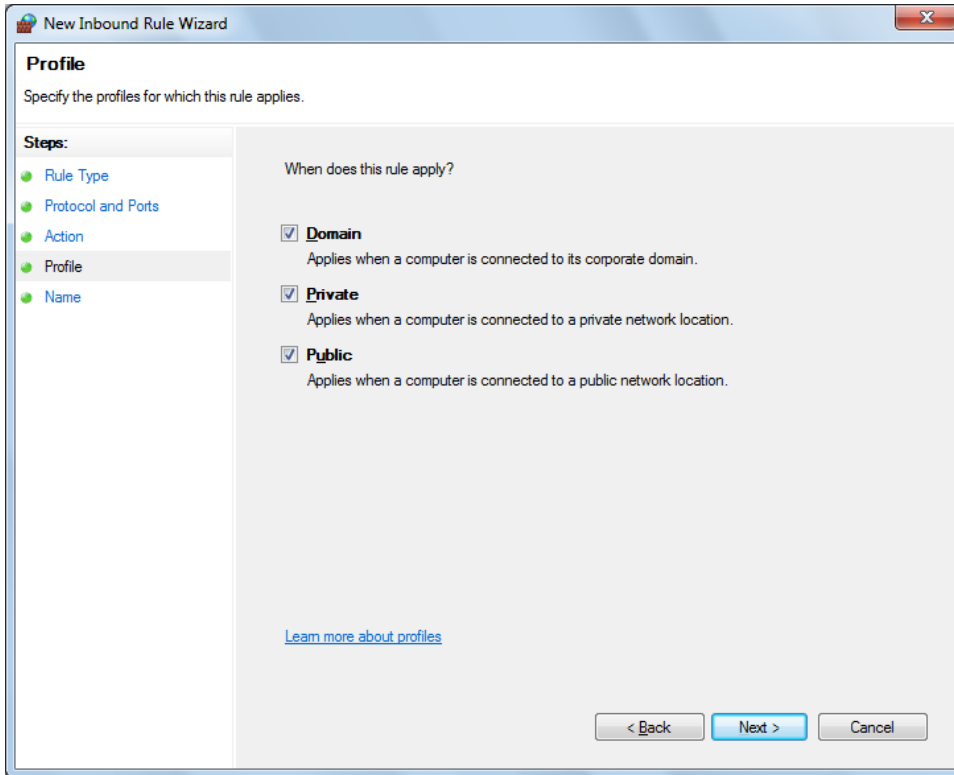 New Inbound Rule Wizard
Profile
Specify the profiles for which this rule applies.
Steps:
Rule Type
Protocol and Ports
Action
Profile
Name
When does this rule apply?
Domain
Applies when a computer is connected to its corporate domain.
Private
Applies when a computer is connected to a private network location.
Public
Applies when a computer is connected to a public network location.
Learn more about profiles
< Back
Next >
Cancel